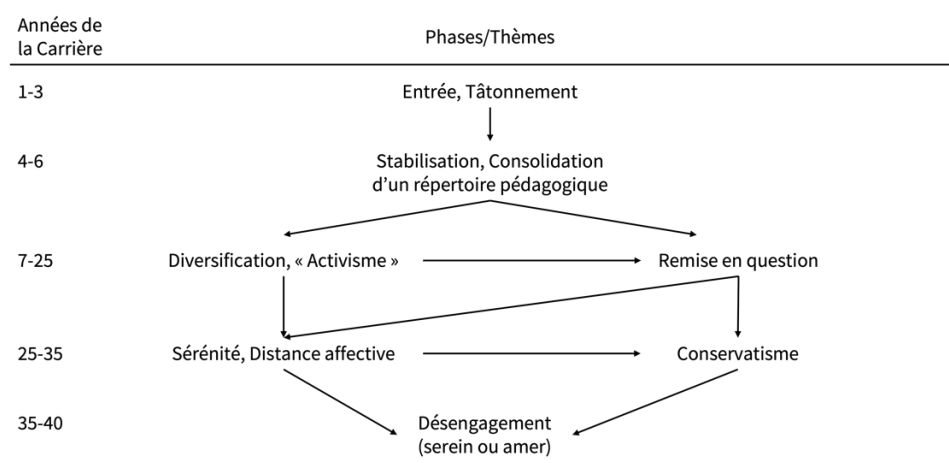 Années de
la Carrière
Phases/Thèmes
1-3
Entrée, Tâtonnement
4-6
Stabilisation, Consolidation
d’un répertoire pédagogique
7-25
Diversification, « Activisme »
Remise en question
25-35
Sérénité, Distance affective
Conservatisme
35-40
Désengagement
(serein ou amer)